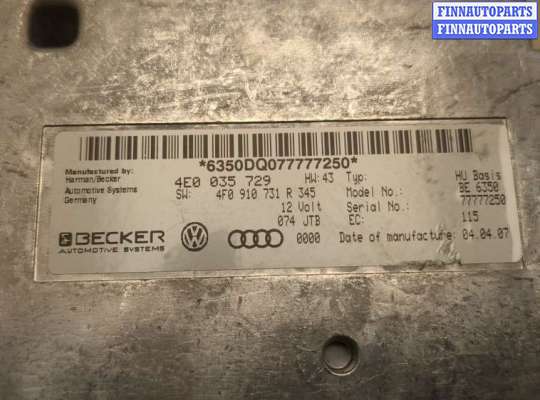 FINNAUTOPARTS
FINNAUTOPARTS
*6350DQ077777250*
Manufactured by:
Harman/Becker
Automotive Systems
Germany
4E0 035 729 HW: 43 Typ: HU Basis
SW: 4F0 910 731 R 345 Model No.: BE 6350
12 Volt Serial No.: 77777250
074 JTB EC: 115
BECKER
AUTOMOTIVE SYSTEMS
0000 Date of manufacture: 04.04.07